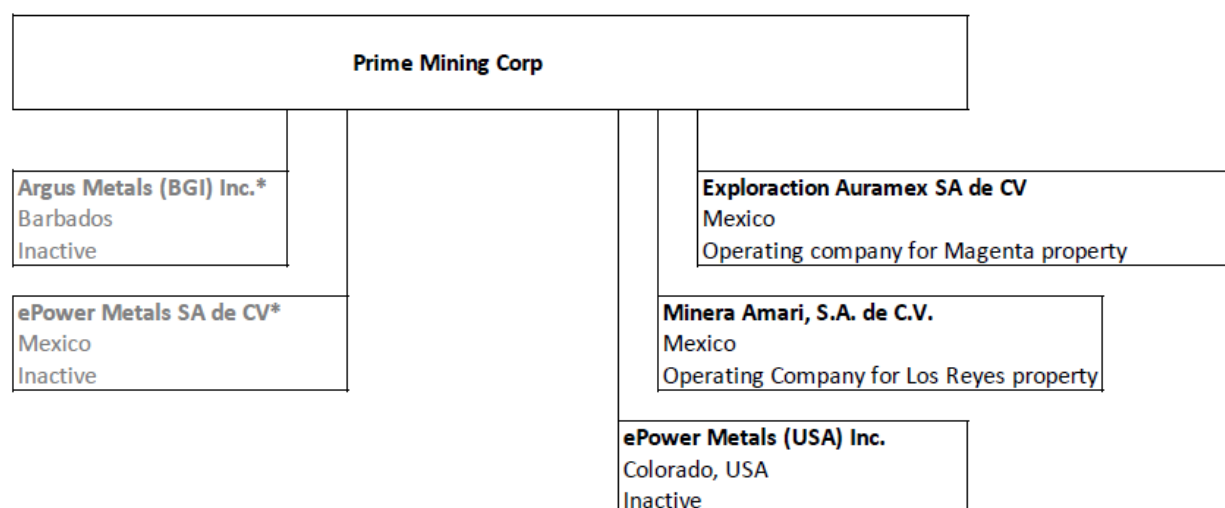 Prime Mining Corp
Argus Metals (BGI) Inc.*
Barbados
Inactive
Exploraction Auramex SA de CV
Mexico
Operating company for Magenta property
ePower Metals SA de CV*
Mexico
Inactive
Minera Amari, S.A. de C.V.
Mexico
Operating Company for Los Reyes property
ePower Metals (USA) Inc.
Colorado, USA
Inactive